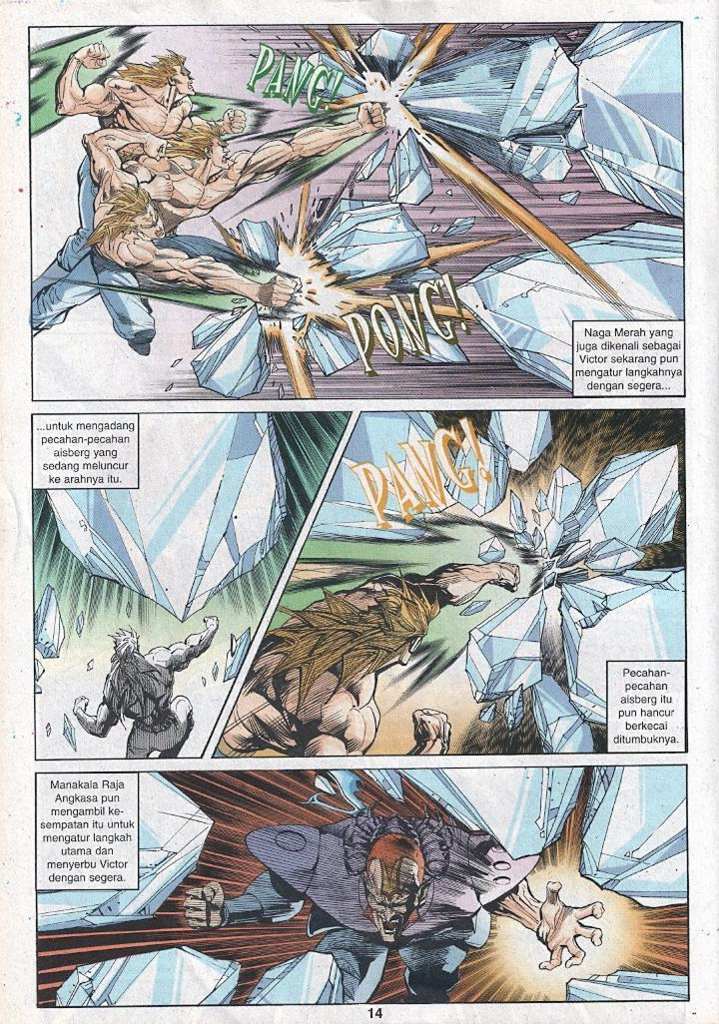 PANG!
PONG!
Naga Merah yang
juga dikenali sebagai
Victor sekarang pun
mengatur langkahnya
dengan segera...
...untuk mengadang
pecahan-pecahan
aisberg yang
sedang meluncur
ke arahnya itu.
PANG!
Pecahan-
pecahan
aisberg itu
pun hancur
berkecai
ditumbuknya.
Manakala Raja
Angkasa pun
mengambil ke-
sempatan itu untuk
mengatur langkah
utama dan
menyerbu Victor
dengan segera.
14